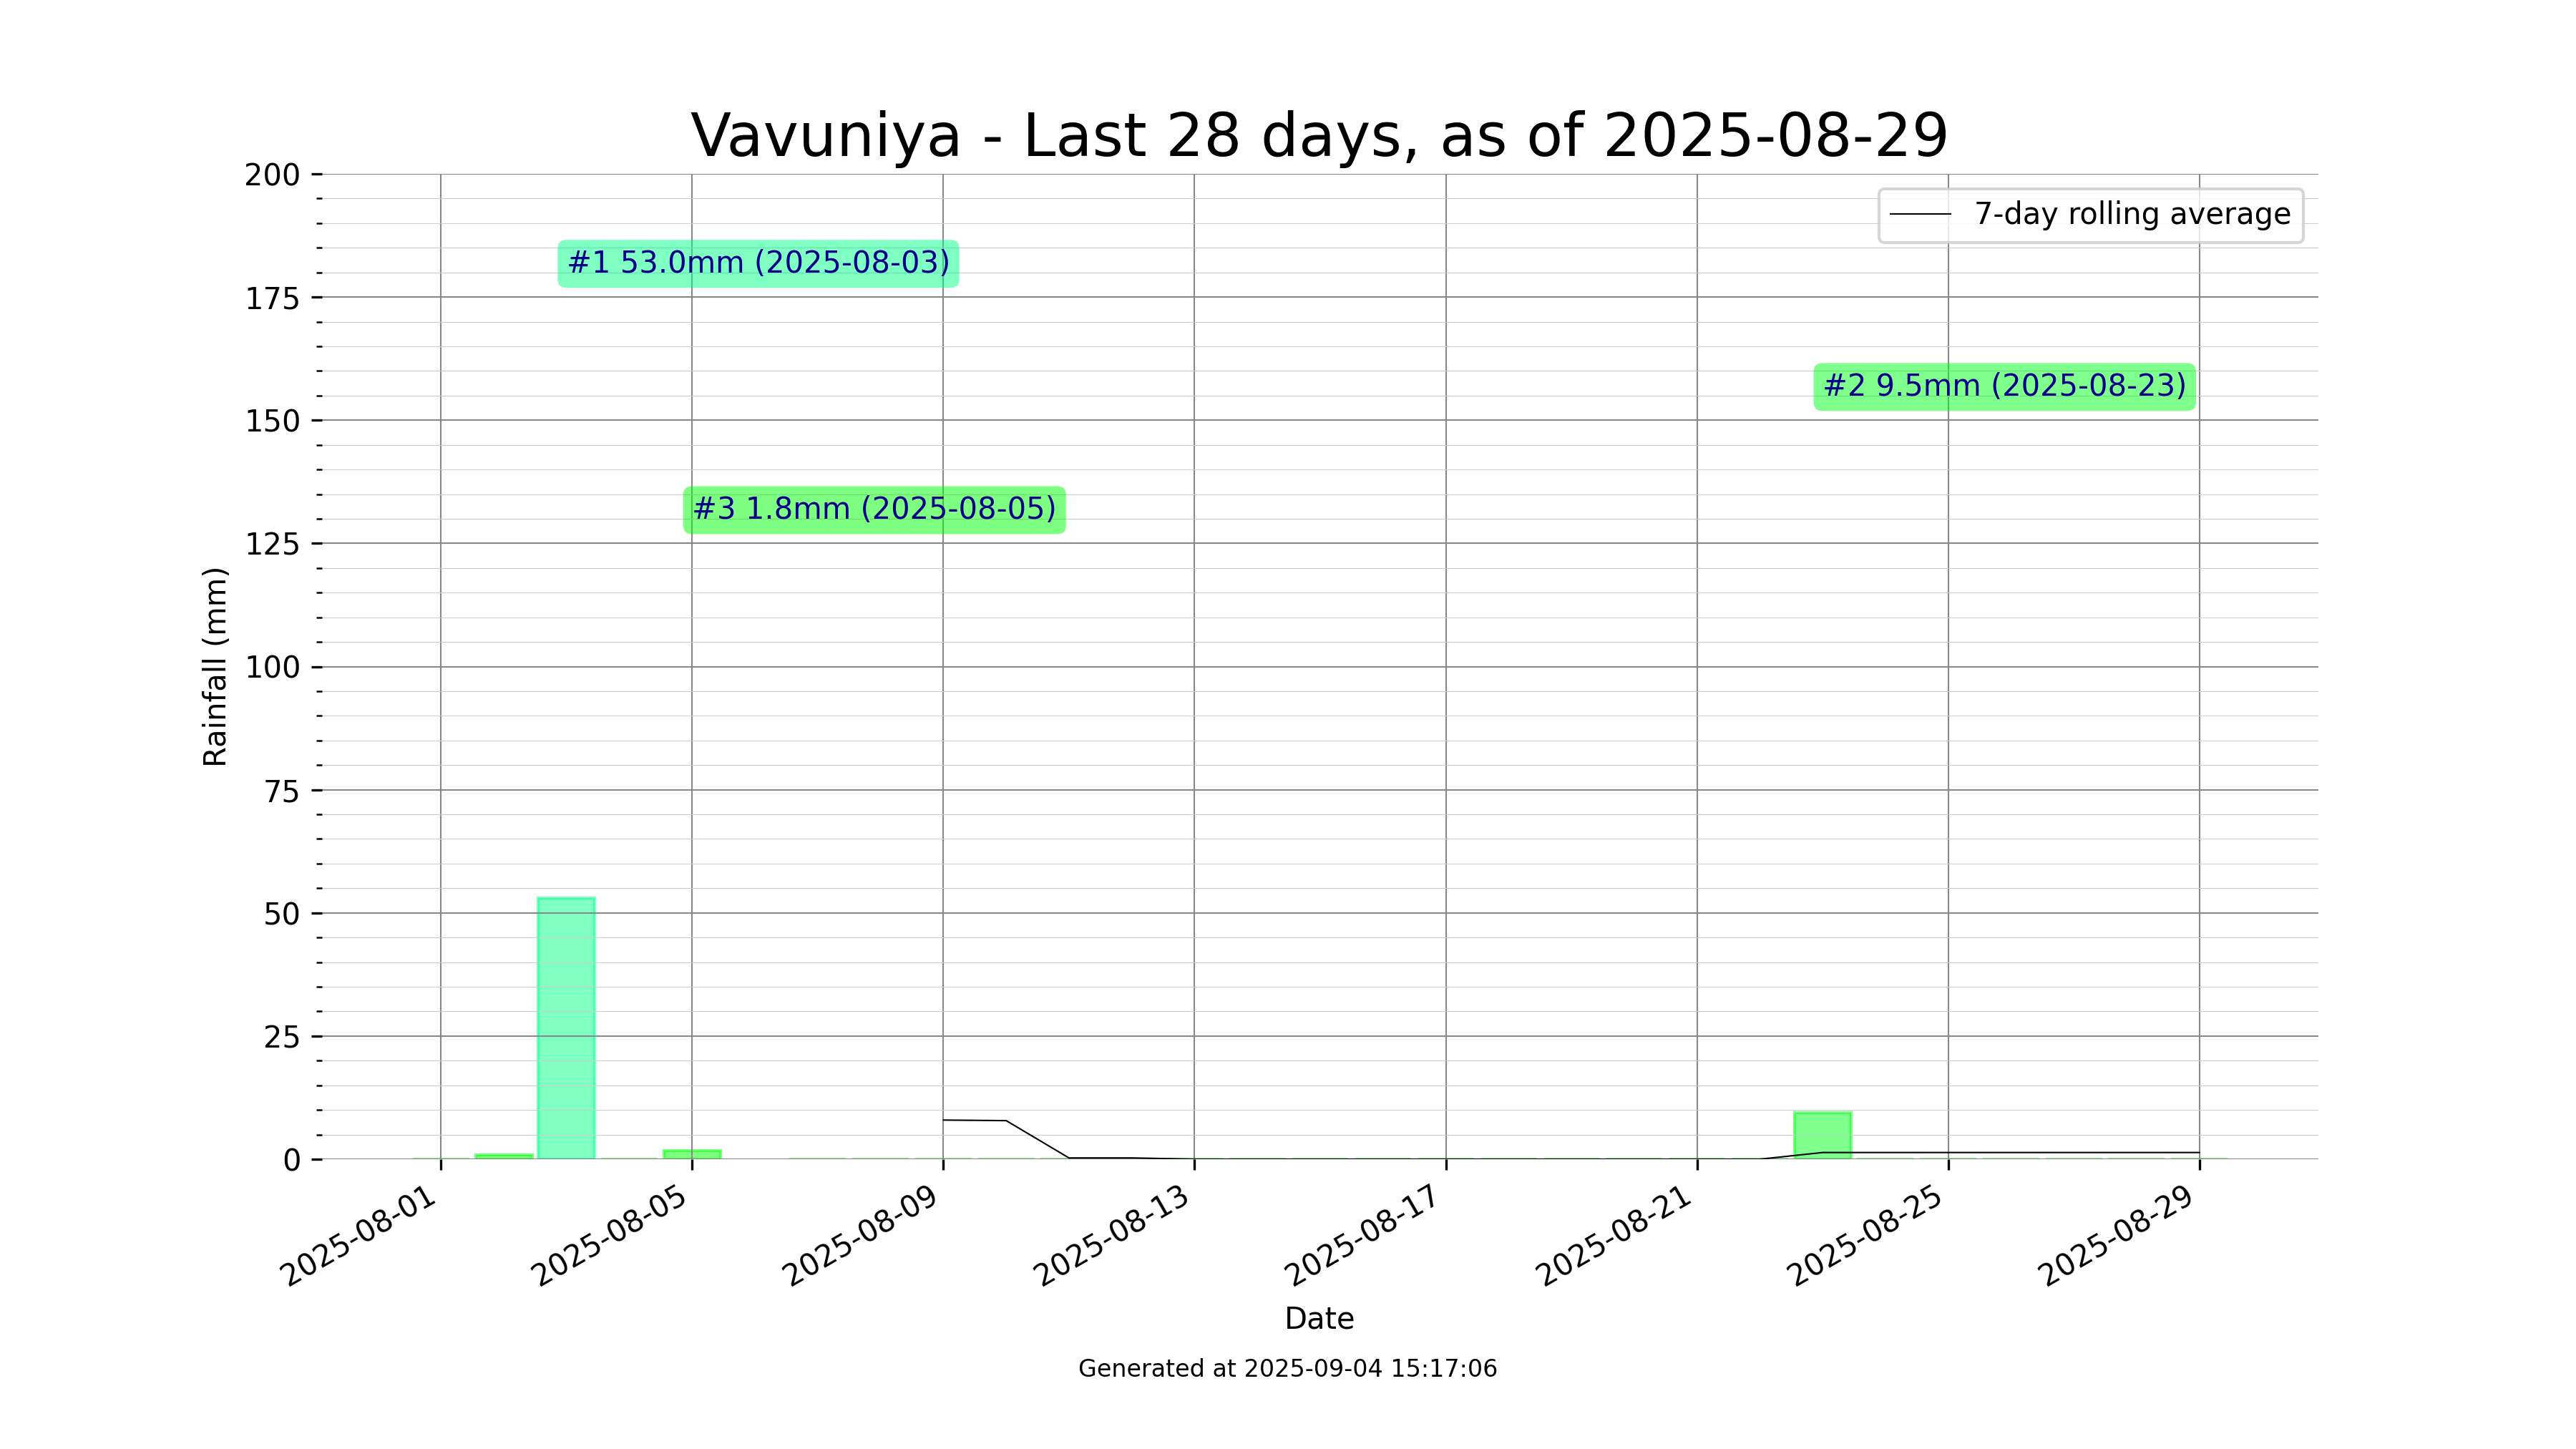 Vavuniya - Last 28 days, as of 2025-08-29
200
175
150
125
100
75
50
25
0
Rainfall (mm)
7-day rolling average
#1 53.0mm (2025-08-03)
#2 9.5mm (2025-08-23)
#3 1.8mm (2025-08-05)
2025-08-01
2025-08-05
2025-08-09
2025-08-13
2025-08-17
2025-08-21
2025-08-25
2025-08-29
Date
Generated at 2025-09-04 15:17:06